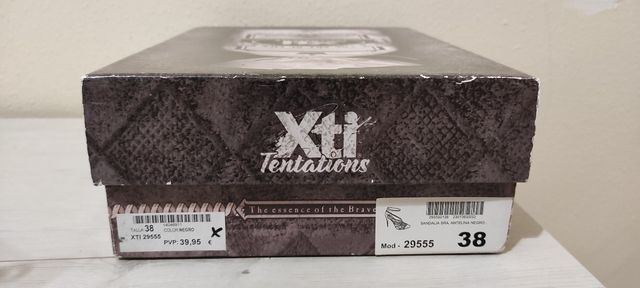 Xti
Tentations
The essence of the Brave
TALLA: 38 COLOR:NEGRO
XTI 29555
PVP: 39,95 €
SANDALIA SRA. ANTELINA NEGRO
Mod - 29555 38